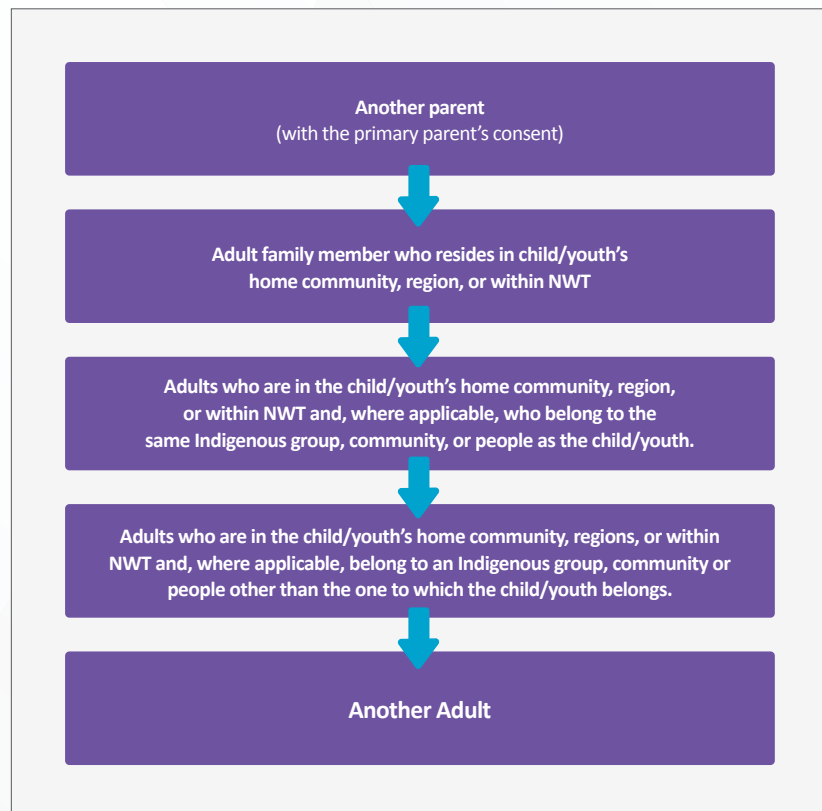 Another parent
(with the primary parent’s consent)
Adult family member who resides in child/youth’s
home community, region, or within NWT
Adults who are in the child/youth’s home community, region,
or within NWT and, where applicable, who belong to the
same Indigenous group, community, or people as the child/youth.
Adults who are in the child/youth’s home community, regions, or within
NWT and, where applicable, belong to an Indigenous group, community or
people other than the one to which the child/youth belongs.
Another Adult